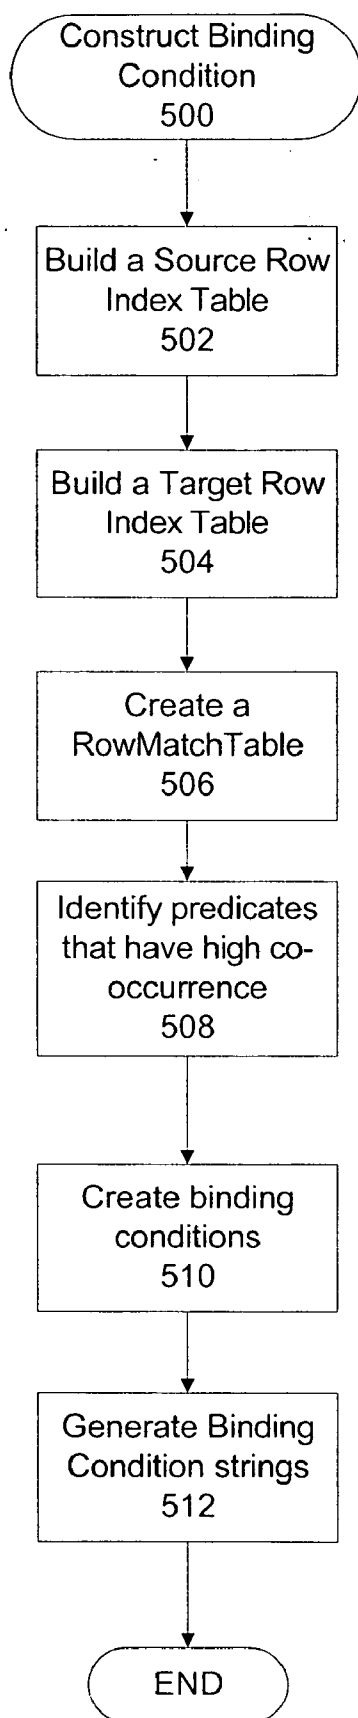 Construct Binding
Condition
500
Build a Source Row
Index Table
502
Build a Target Row
Index Table
504
Create a
RowMatchTable
506
Identify predicates
that have high co-
occurrence
508
Create binding
conditions
510
Generate Binding
Condition strings
512
END